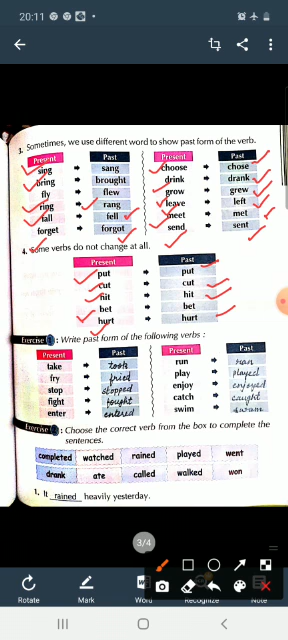 20:11
3. Sometimes, we use different word to show past form of the verb.
Present Past Present Past
sing sang choose chose
bring brought drink drank
fly flew grow grew
ring rang leave left
fall fell meet met
forget forgot send sent
4. Some verbs do not change at all.
Present Past
put put
cut cut
hit hit
bet bet
hurt hurt
Exercise : Write past form of the following verbs :
Present Past Present Past
take took run ran
fry fried play played
stop stopped enjoy enjoyed
fight fought catch caught
enter entered swim swam
Exercise : Choose the correct verb from the box to complete the
sentences.
completed watched rained played went
drank ate called walked won
1. It rained heavily yesterday.
3/4
Rotate Mark Word Recognize Note